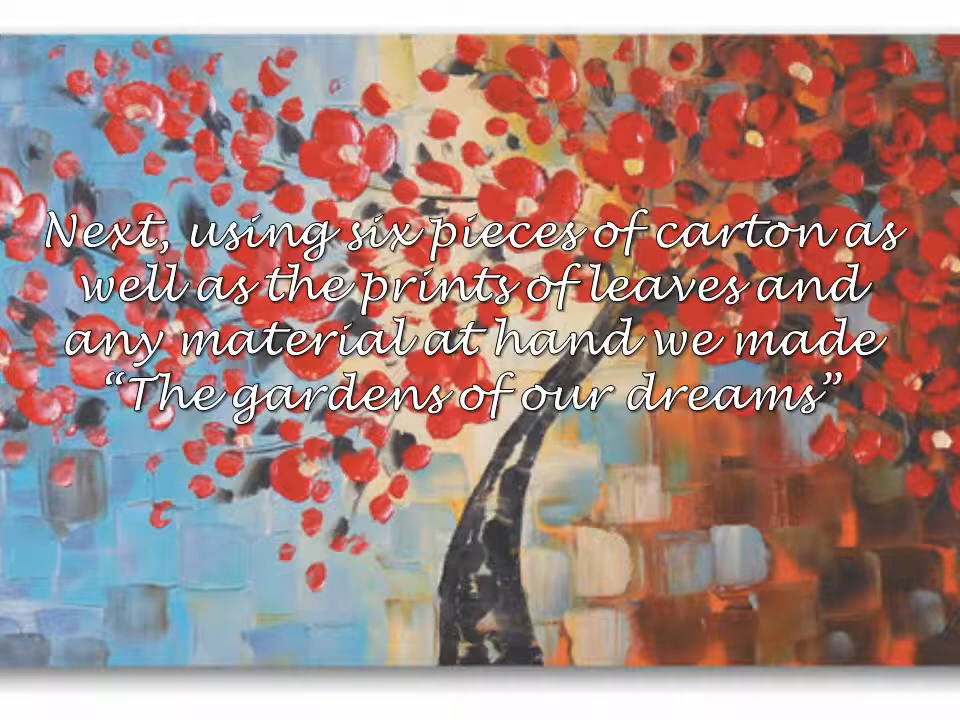 Next, using six pieces of carton as
well as the prints of leaves and
any material at hand we made
“The gardens of our dreams”